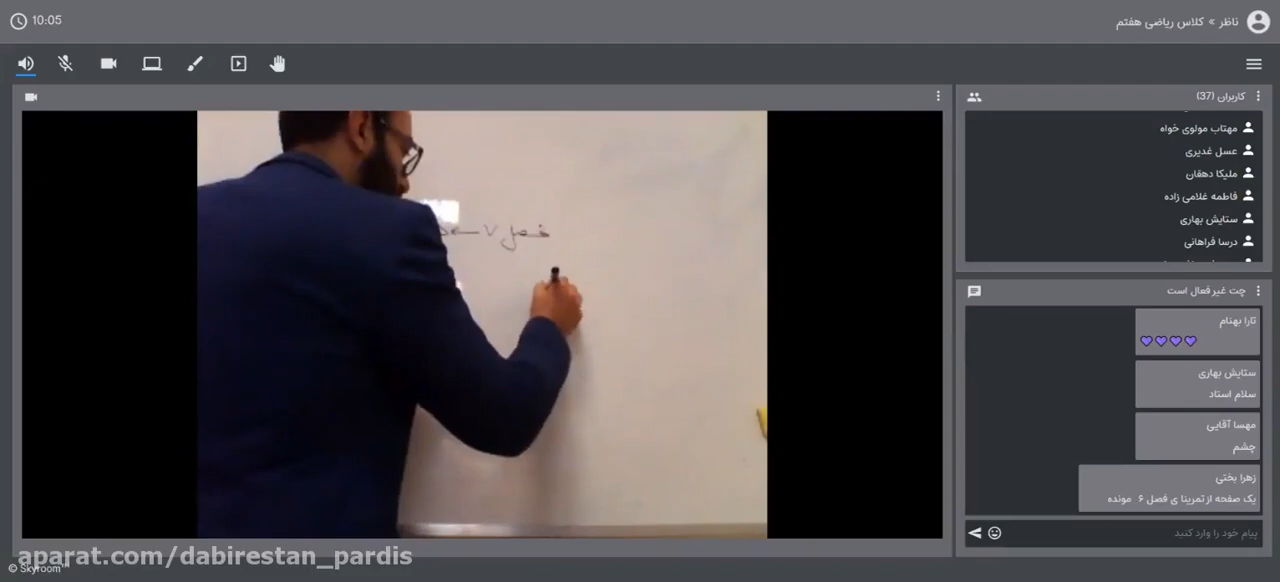 10:05
ناظر » کلاس ریاضی هفتم
کاربران (37)
مهتاب مولوی خواه
عسل غدیری
ملیکا دهقان
فاطمه غلامی زاده
ستایش بهاری
درسا فراهانی
فصل ۷
چت غیر فعال است
تارا بهنام
💜💜💜💜
ستایش بهاری
سلام استاد
مهسا آقایی
چشم
زهرا بختی
یک صفحه از تمرینا ی فصل ۶ مونده
پیام خود را وارد کنید
aparat.com/dabirestan_pardis
© Skyroom